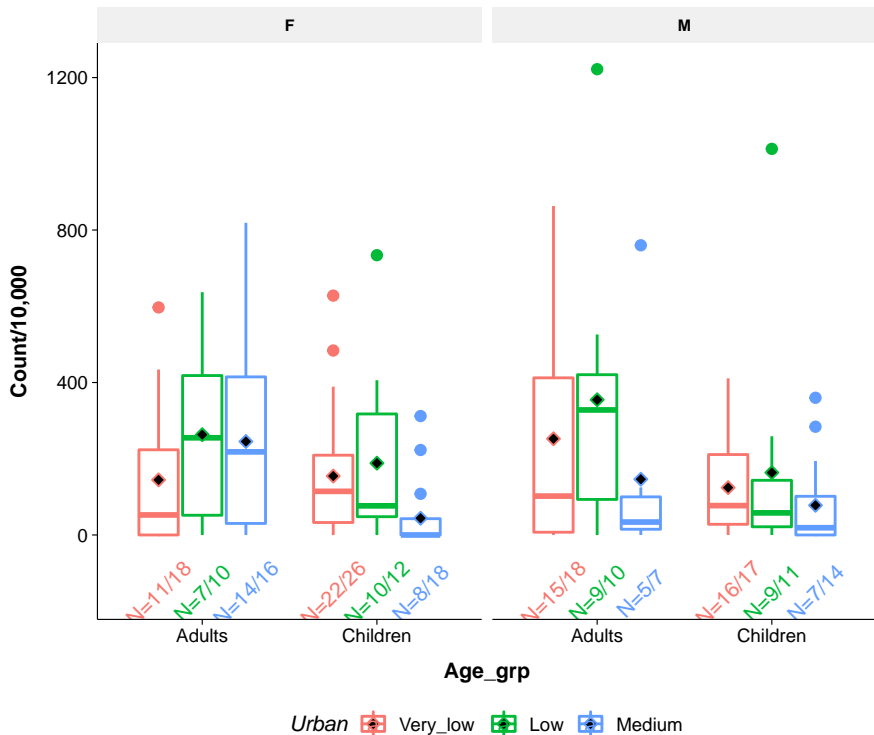 F
M
Count/10,000
1200
800
400
0
N=11/18
N=7/10
N=14/16
N=22/26
N=10/12
N=8/18
N=15/18
N=9/10
N=5/7
N=16/17
N=9/11
N=7/14
Adults
Children
Adults
Children
Age_grp
Urban Very_low Low Medium